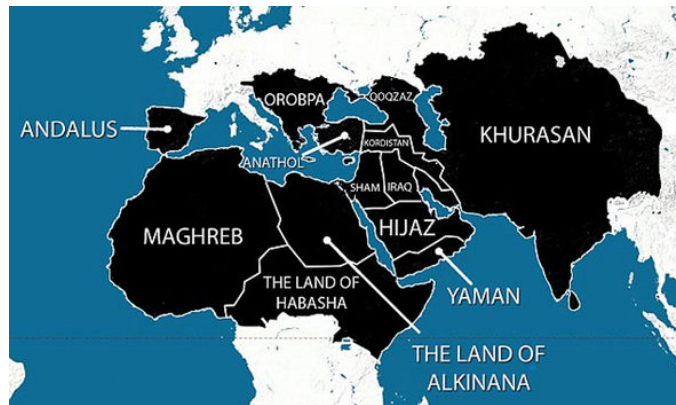 OROBPA
QOQZAZ
ANDALUS
KHURASAN
ANATHOL
KORDISTAN
SHAM
IRAQ
MAGHREB
HIJAZ
THE LAND OF
HABASHA
YAMAN
THE LAND OF
ALKINANA